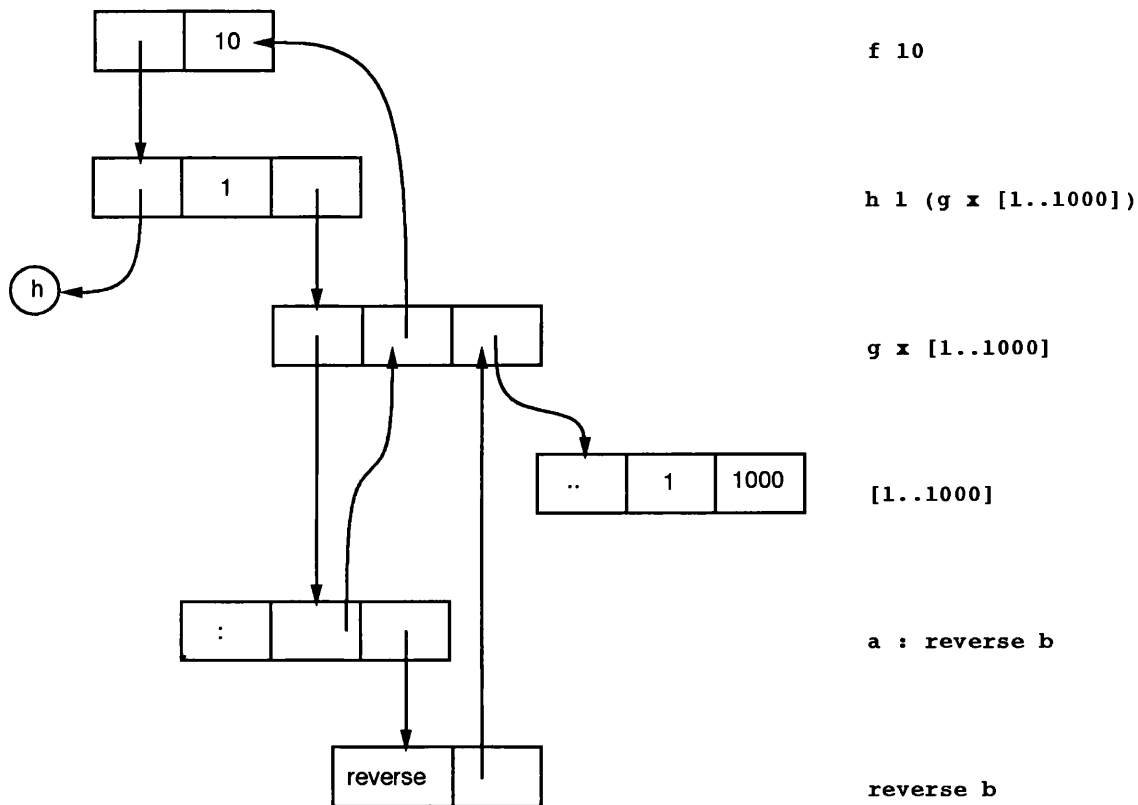 10
f 10
1
h 1 (g x [1..1000])
h
g x [1..1000]
.. 1 1000
[1..1000]
:
a : reverse b
reverse
reverse b